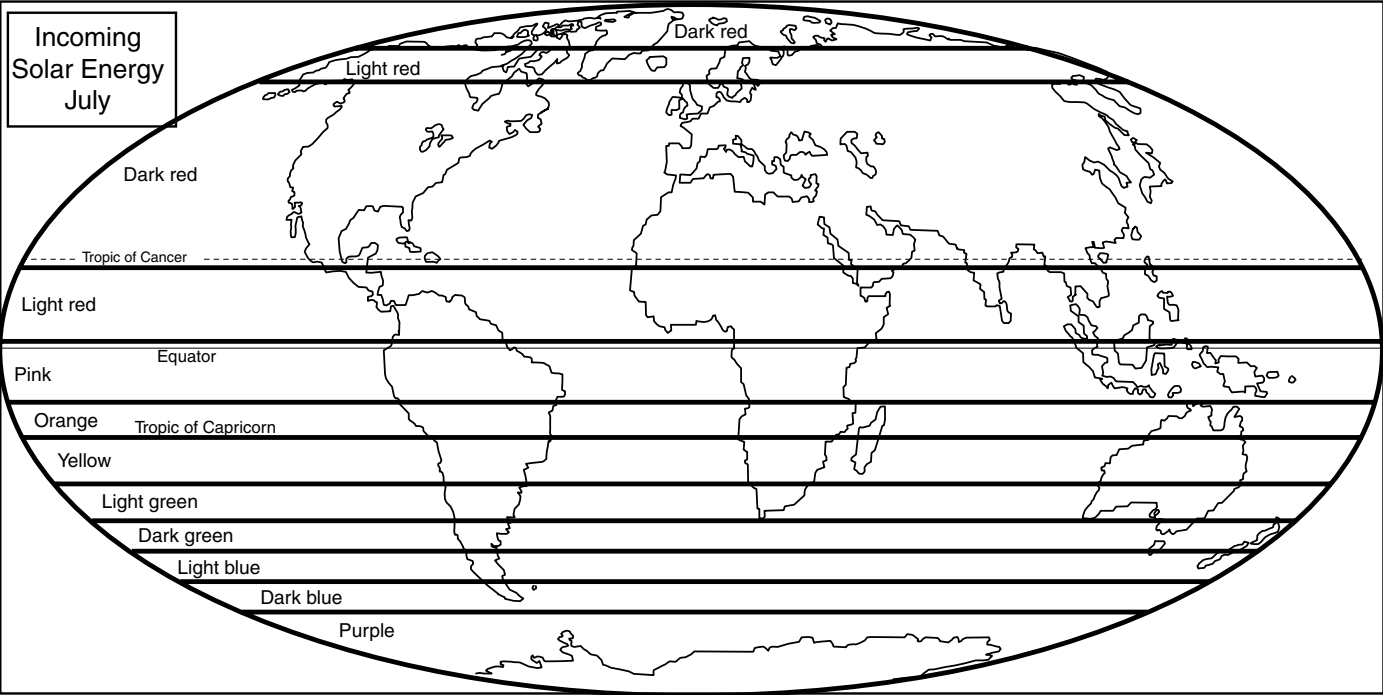 Incoming
Solar Energy
July
Dark red
Light red
Dark red
Tropic of Cancer
Light red
Equator
Pink
Orange
Tropic of Capricorn
Yellow
Light green
Dark green
Light blue
Dark blue
Purple